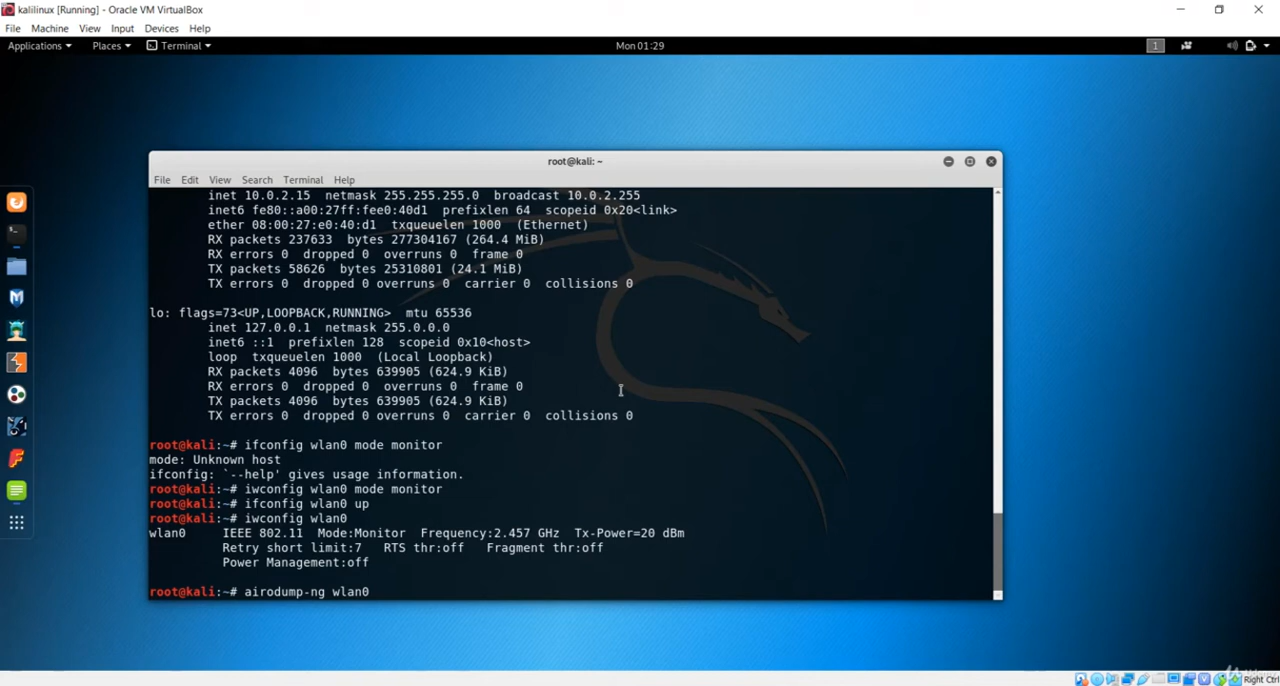 kalilinux [Running] - Oracle VM VirtualBox
File Machine View Input Devices Help
Applications Places Terminal Mon 01:29 1
root@kali: ~
File Edit View Search Terminal Help
inet 10.0.2.15 netmask 255.255.255.0 broadcast 10.0.2.255
inet6 fe80::a00:27ff:fee0:40d1 prefixlen 64 scopeid 0x20<link>
ether 08:00:27:e0:40:d1 txqueuelen 1000 (Ethernet)
RX packets 237633 bytes 277304167 (264.4 MiB)
RX errors 0 dropped 0 overruns 0 frame 0
TX packets 58626 bytes 25310801 (24.1 MiB)
TX errors 0 dropped 0 overruns 0 carrier 0 collisions 0
lo: flags=73<UP,LOOPBACK,RUNNING> mtu 65536
inet 127.0.0.1 netmask 255.0.0.0
inet6 ::1 prefixlen 128 scopeid 0x10<host>
loop txqueuelen 1000 (Local Loopback)
RX packets 4096 bytes 639905 (624.9 KiB)
RX errors 0 dropped 0 overruns 0 frame 0
TX packets 4096 bytes 639905 (624.9 KiB)
TX errors 0 dropped 0 overruns 0 carrier 0 collisions 0
root@kali:~# ifconfig wlan0 mode monitor
mode: Unknown host
ifconfig: `--help' gives usage information.
root@kali:~# iwconfig wlan0 mode monitor
root@kali:~# ifconfig wlan0 up
root@kali:~# iwconfig wlan0
wlan0 IEEE 802.11 Mode:Monitor Frequency:2.457 GHz Tx-Power=20 dBm
Retry short limit:7 RTS thr:off Fragment thr:off
Power Management:off
root@kali:~# airodump-ng wlan0
Right Ctrl